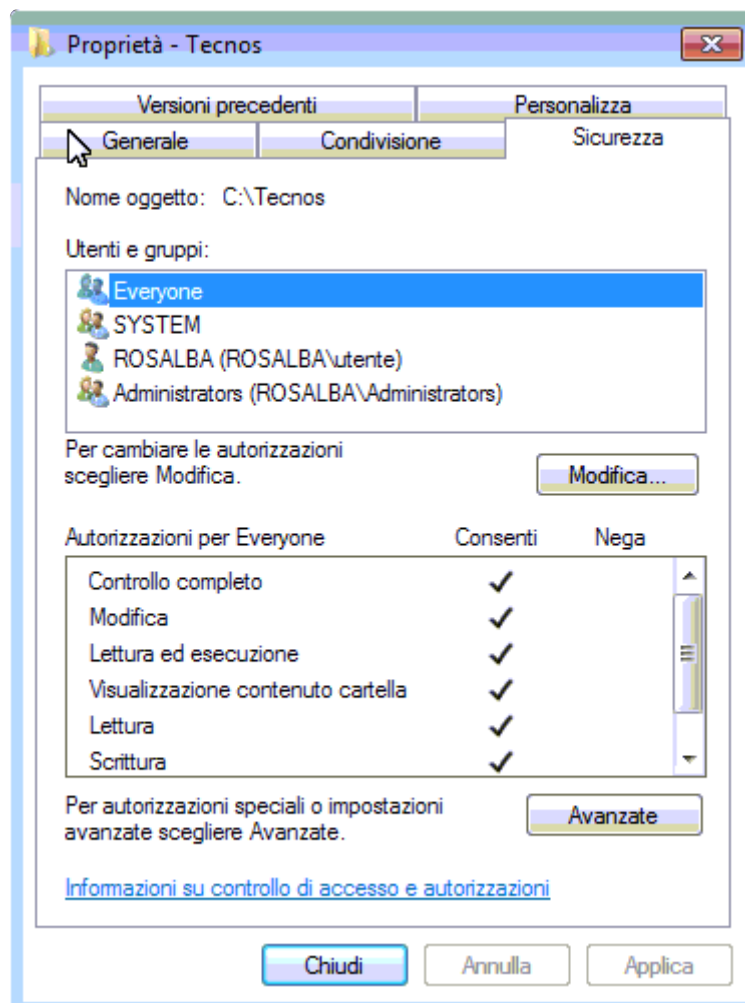 Proprietà - Tecnos
Versioni precedenti
Personalizza
Generale
Condivisione
Sicurezza
Nome oggetto: C:\Tecnos
Utenti e gruppi:
Everyone
SYSTEM
ROSALBA (ROSALBA\utente)
Administrators (ROSALBA\Administrators)
Per cambiare le autorizzazioni
scegliere Modifica.
Modifica...
Autorizzazioni per Everyone Consenti Nega
Controllo completo
Modifica
Lettura ed esecuzione
Visualizzazione contenuto cartella
Lettura
Scrittura
Per autorizzazioni speciali o impostazioni
avanzate scegliere Avanzate.
Avanzate
Informazioni su controllo di accesso e autorizzazioni
Chiudi
Annulla
Applica